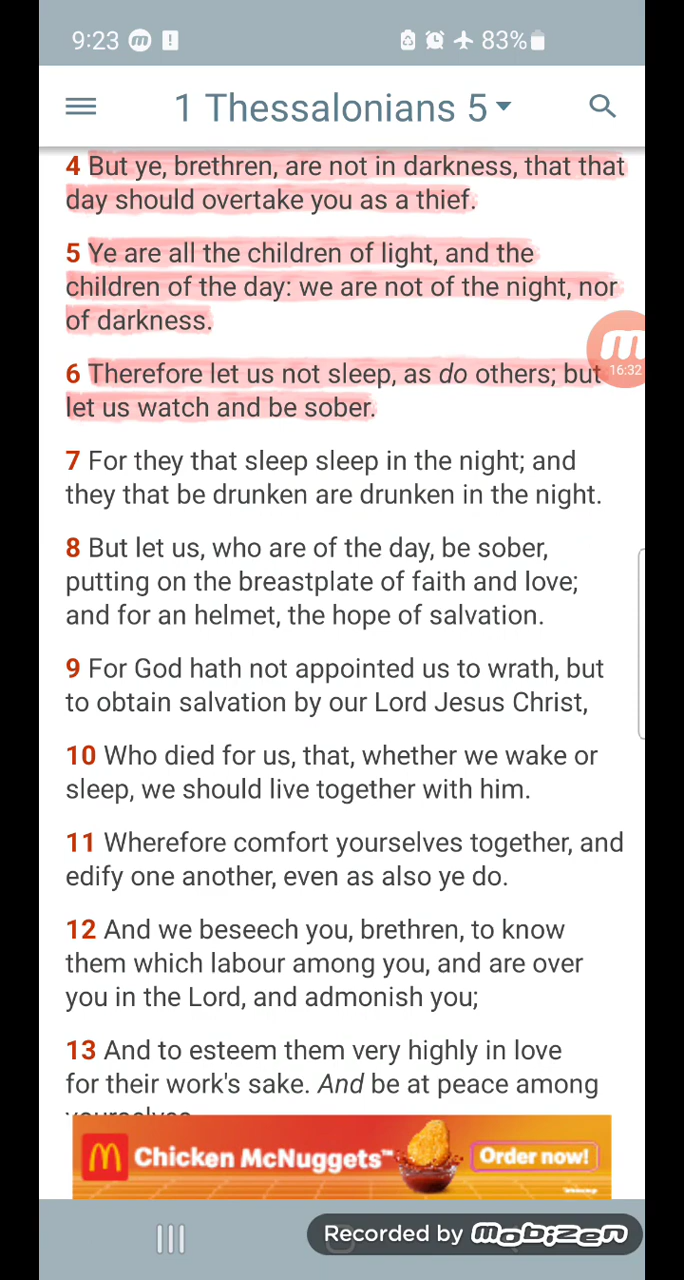 9:23
83%
1 Thessalonians 5
4 But ye, brethren, are not in darkness, that that
day should overtake you as a thief.
5 Ye are all the children of light, and the
children of the day: we are not of the night, nor
of darkness.
m
16:32
6 Therefore let us not sleep, as do others; but
let us watch and be sober.
7 For they that sleep sleep in the night; and
they that be drunken are drunken in the night.
8 But let us, who are of the day, be sober,
putting on the breastplate of faith and love;
and for an helmet, the hope of salvation.
9 For God hath not appointed us to wrath, but
to obtain salvation by our Lord Jesus Christ,
10 Who died for us, that, whether we wake or
sleep, we should live together with him.
11 Wherefore comfort yourselves together, and
edify one another, even as also ye do.
12 And we beseech you, brethren, to know
them which labour among you, and are over
you in the Lord, and admonish you;
13 And to esteem them very highly in love
for their work's sake. And be at peace among
Chicken McNuggets™
Order now!
Recorded by mobizen